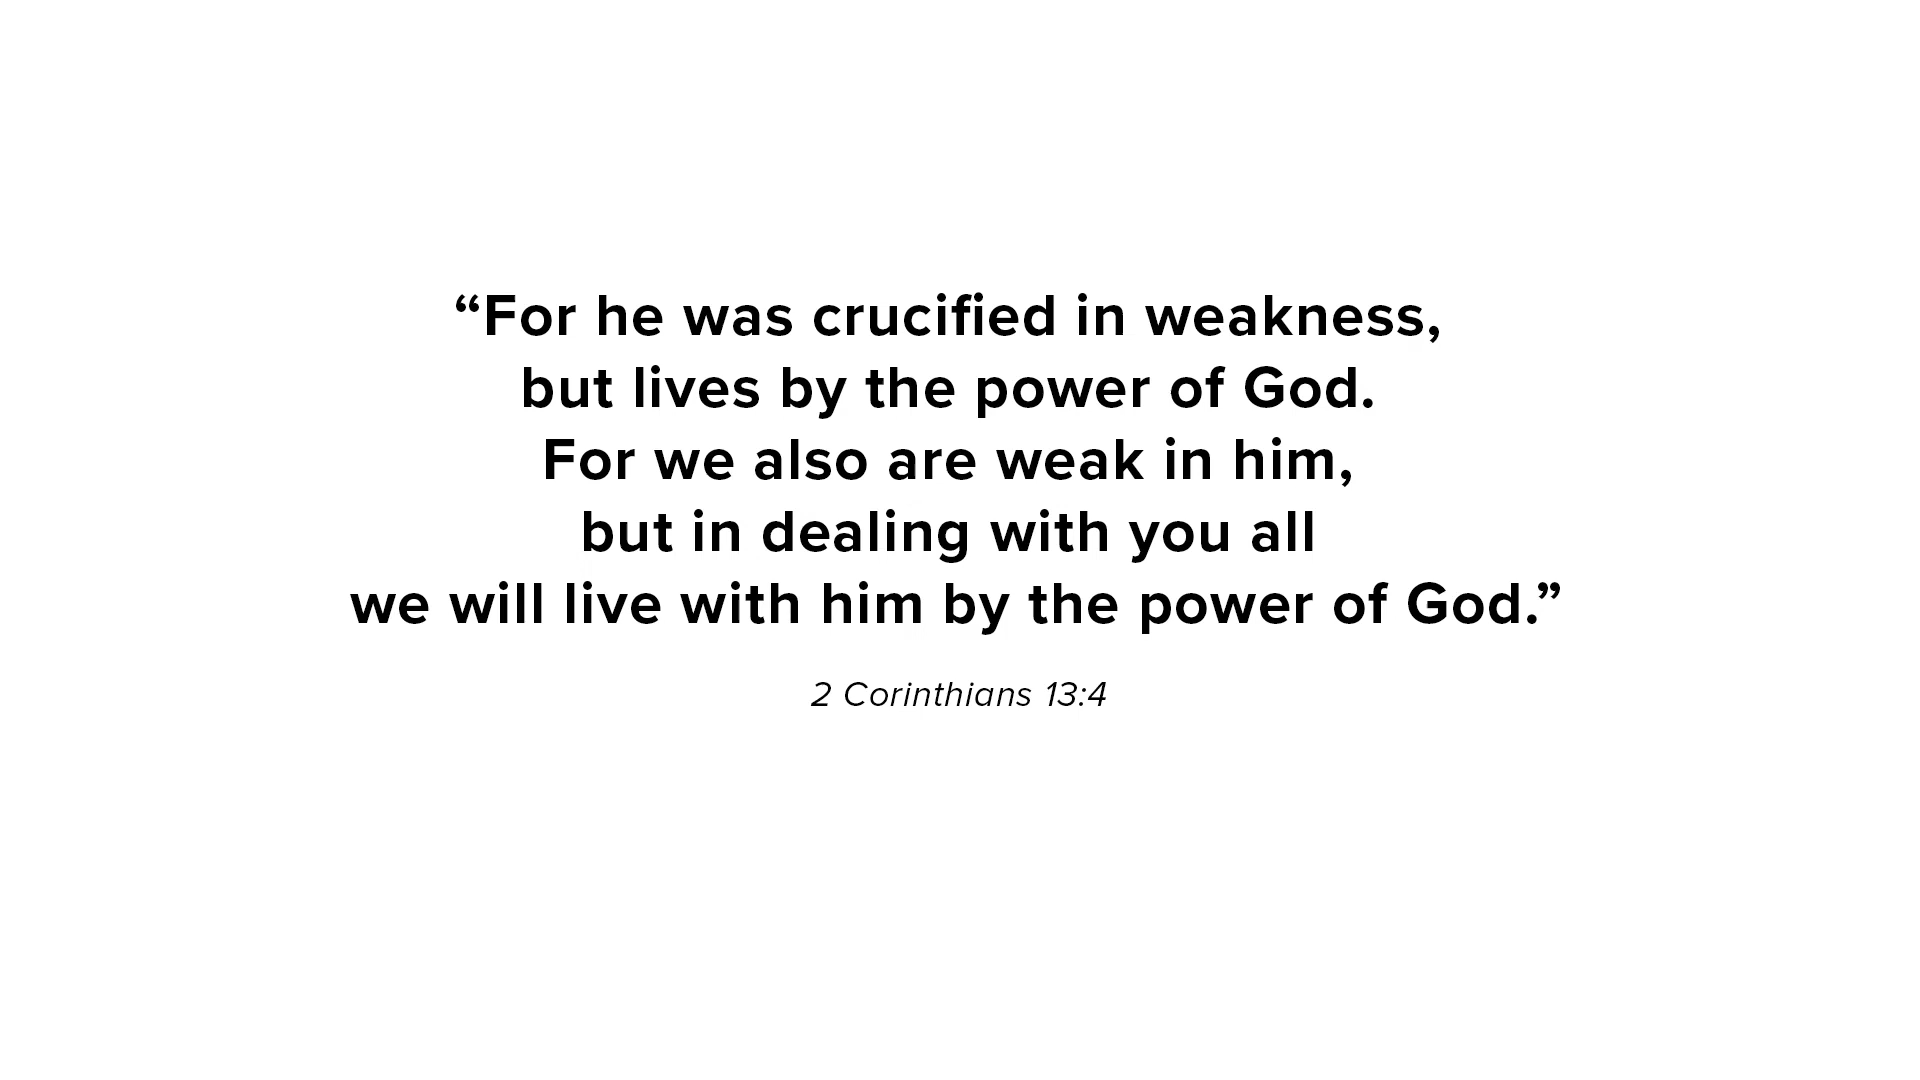 “For he was crucified in weakness,
but lives by the power of God.
For we also are weak in him,
but in dealing with you all
we will live with him by the power of God.”
2 Corinthians 13:4